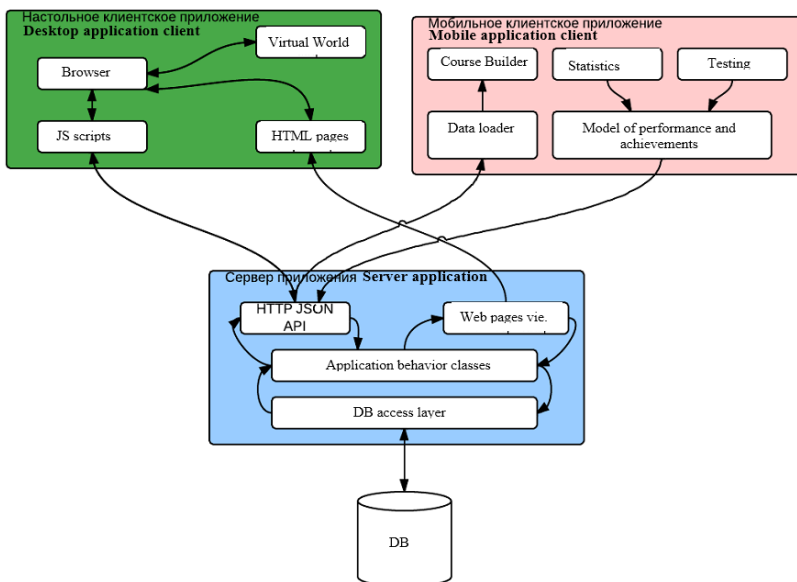 Настольное клиентское приложение
Desktop application client
Virtual World
Browser
JS scripts
HTML pages
Мобильное клиентское приложение
Mobile application client
Course Builder
Statistics
Testing
Data loader
Model of performance and
achievements
Сервер приложения Server application
HTTP JSON
API
Web pages vie.
Application behavior classes
DB access layer
DB